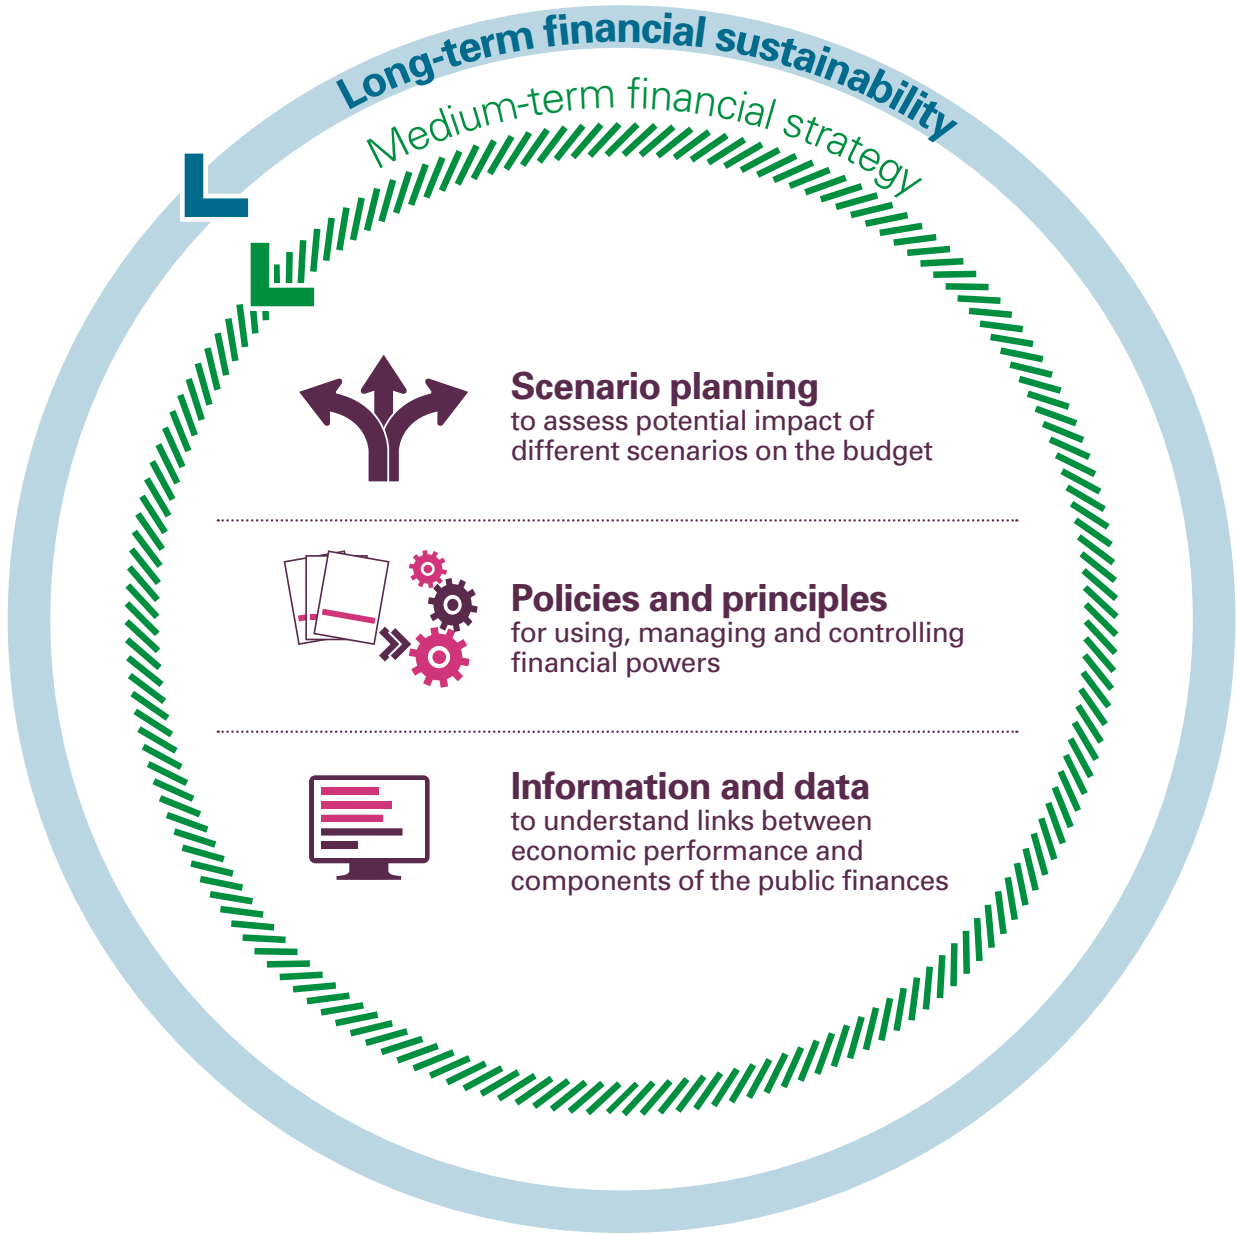 Long-term financial sustainability
Medium-term financial strategy
Scenario planning
to assess potential impact of
different scenarios on the budget
Policies and principles
for using, managing and controlling
financial powers
Information and data
to understand links between
economic performance and
components of the public finances